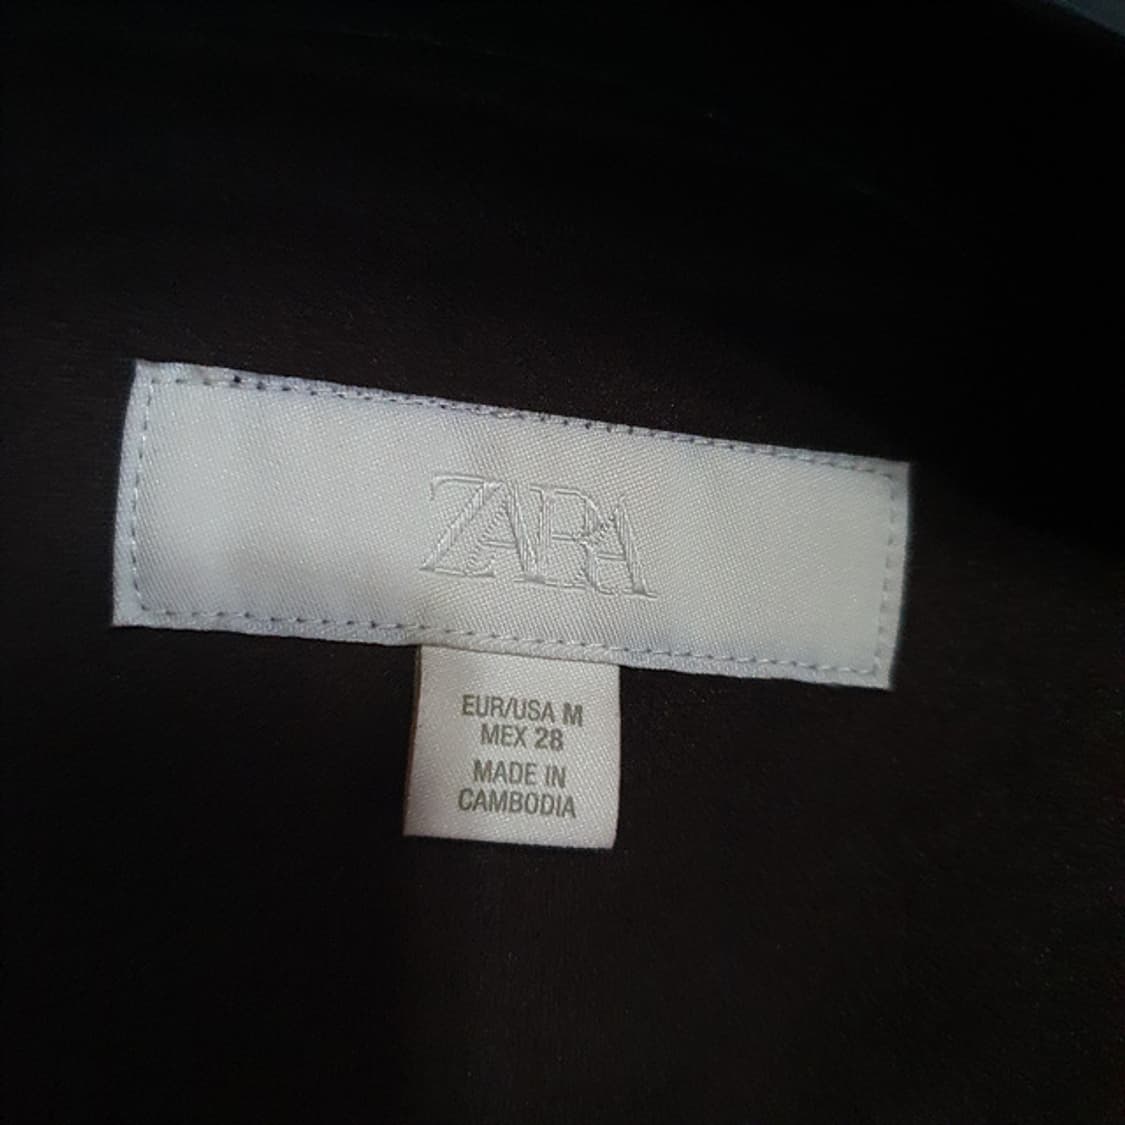 ZARA
EUR/USA M
MEX 28
MADE IN
CAMBODIA